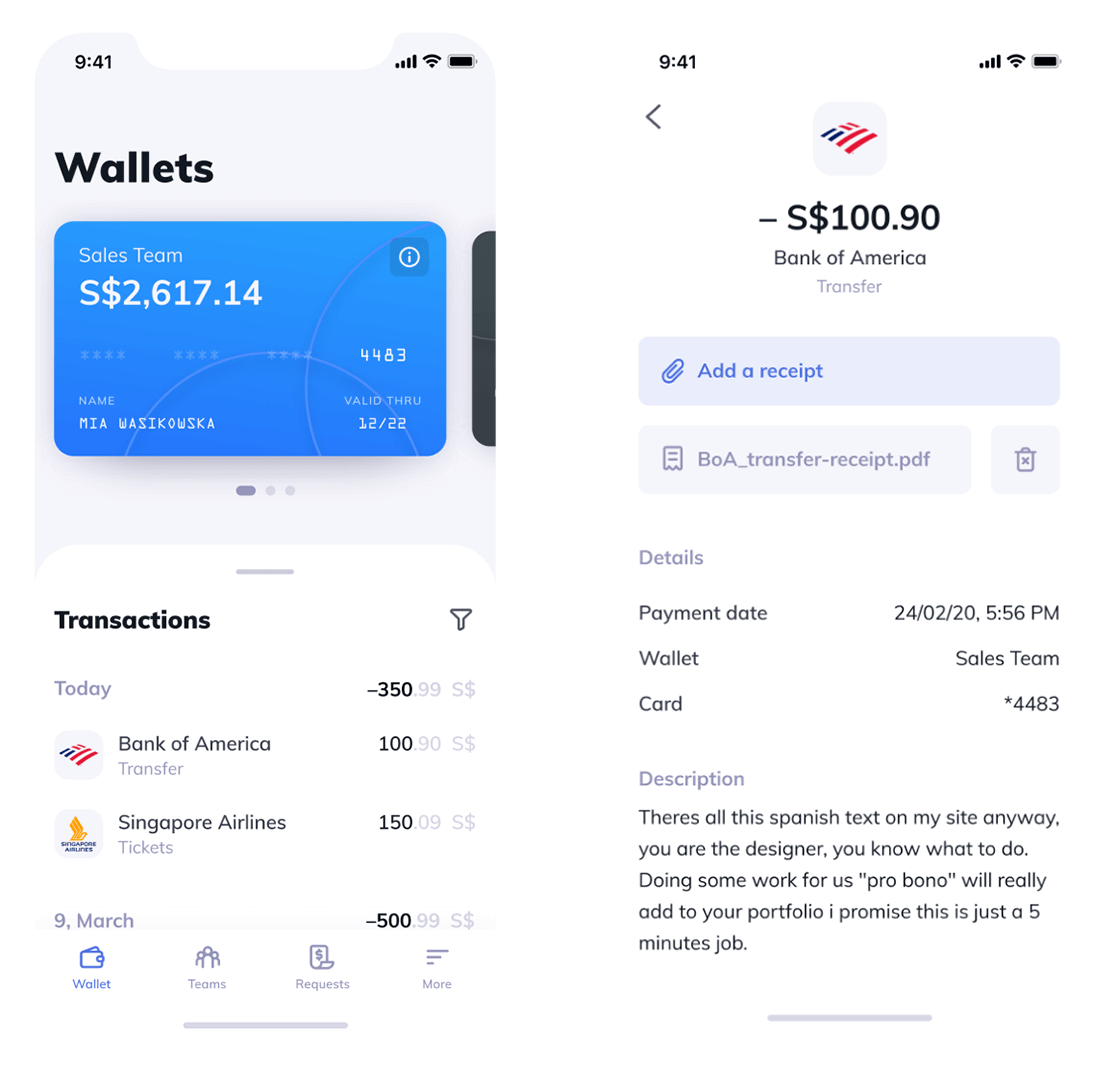 9:41
Wallets
Sales Team
S$2,617.14
**** **** **** 4483
NAME VALID THRU
MIA WASIKOWSKA 12/22
Transactions
Today –350.99 S$
Bank of America 100.90 S$
Transfer
SINGAPORE AIRLINES
Singapore Airlines 150.09 S$
Tickets
9, March –500.99 S$
Wallet Teams Requests More
9:41
– S$100.90
Bank of America
Transfer
Add a receipt
BoA_transfer-receipt.pdf
Details
Payment date 24/02/20, 5:56 PM
Wallet Sales Team
Card *4483
Description
Theres all this spanish text on my site anyway,
you are the designer, you know what to do.
Doing some work for us "pro bono" will really
add to your portfolio i promise this is just a 5
minutes job.